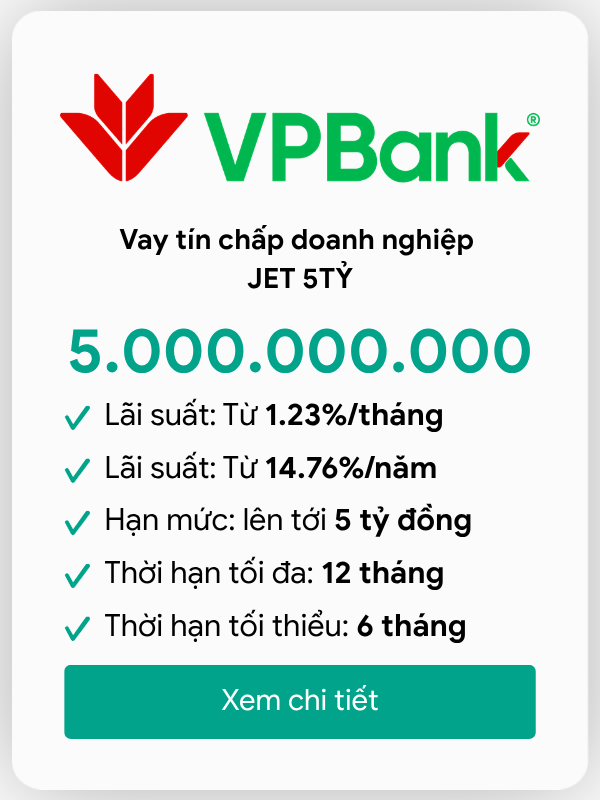 VPBank®
Vay tín chấp doanh nghiệp
JET 5TỶ
5.000.000.000
Lãi suất: Từ 1.23%/tháng
Lãi suất: Từ 14.76%/năm
Hạn mức: lên tới 5 tỷ đồng
Thời hạn tối đa: 12 tháng
Thời hạn tối thiểu: 6 tháng
Xem chi tiết